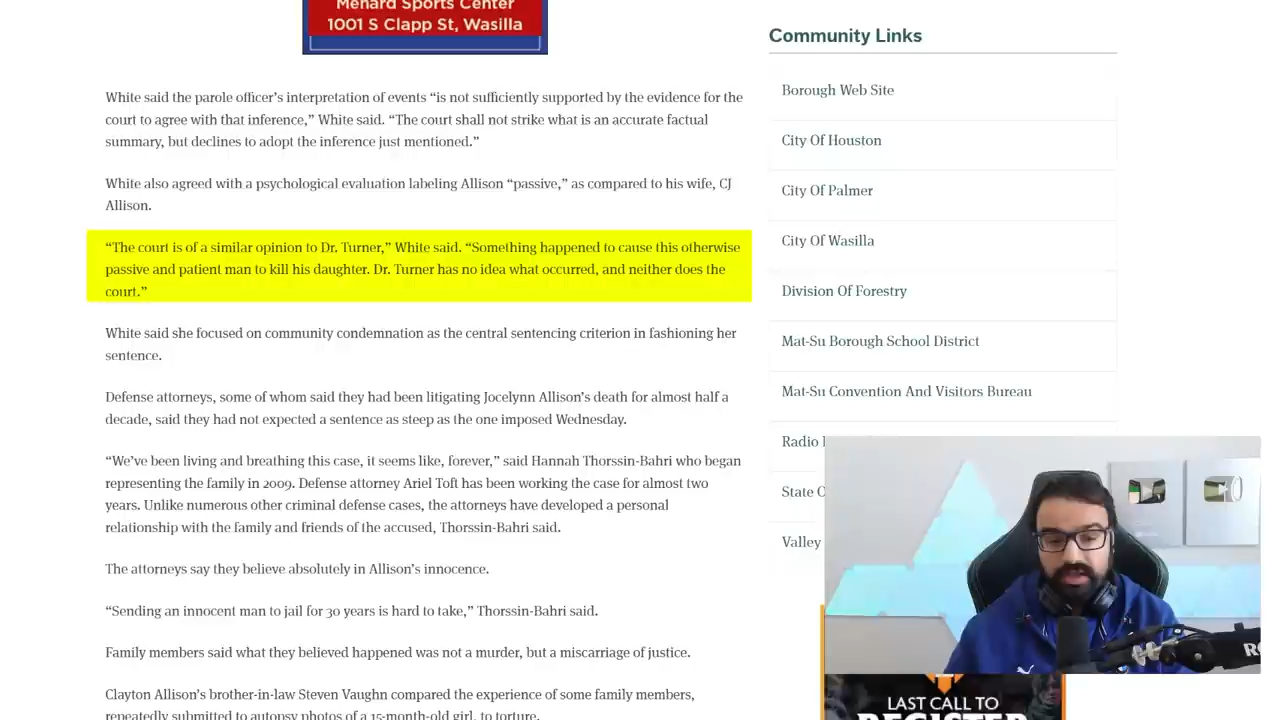 Menard Sports Center
1001 S Clapp St, Wasilla
White said the parole officer’s interpretation of events “is not sufficiently supported by the evidence for the
court to agree with that inference,” White said. “The court shall not strike what is an accurate factual
summary, but declines to adopt the inference just mentioned.”
White also agreed with a psychological evaluation labeling Allison “passive,” as compared to his wife, CJ
Allison.
“The court is of a similar opinion to Dr. Turner,” White said. “Something happened to cause this otherwise
passive and patient man to kill his daughter. Dr. Turner has no idea what occurred, and neither does the
court.”
White said she focused on community condemnation as the central sentencing criterion in fashioning her
sentence.
Defense attorneys, some of whom said they had been litigating Jocelynn Allison’s death for almost half a
decade, said they had not expected a sentence as steep as the one imposed Wednesday.
“We’ve been living and breathing this case, it seems like, forever,” said Hannah Thorssin-Bahri who began
representing the family in 2009. Defense attorney Ariel Toft has been working the case for almost two
years. Unlike numerous other criminal defense cases, the attorneys have developed a personal
relationship with the family and friends of the accused, Thorssin-Bahri said.
The attorneys say they believe absolutely in Allison’s innocence.
“Sending an innocent man to jail for 30 years is hard to take,” Thorssin-Bahri said.
Family members said what they believed happened was not a murder, but a miscarriage of justice.
Clayton Allison’s brother-in-law Steven Vaughn compared the experience of some family members,
repeatedly submitted to autopsy photos of a 15-month-old girl, to torture.
Community Links
Borough Web Site
City Of Houston
City Of Palmer
City Of Wasilla
Division Of Forestry
Mat-Su Borough School District
Mat-Su Convention And Visitors Bureau
Radio
State O
Valley
LAST CALL TO
REGISTER